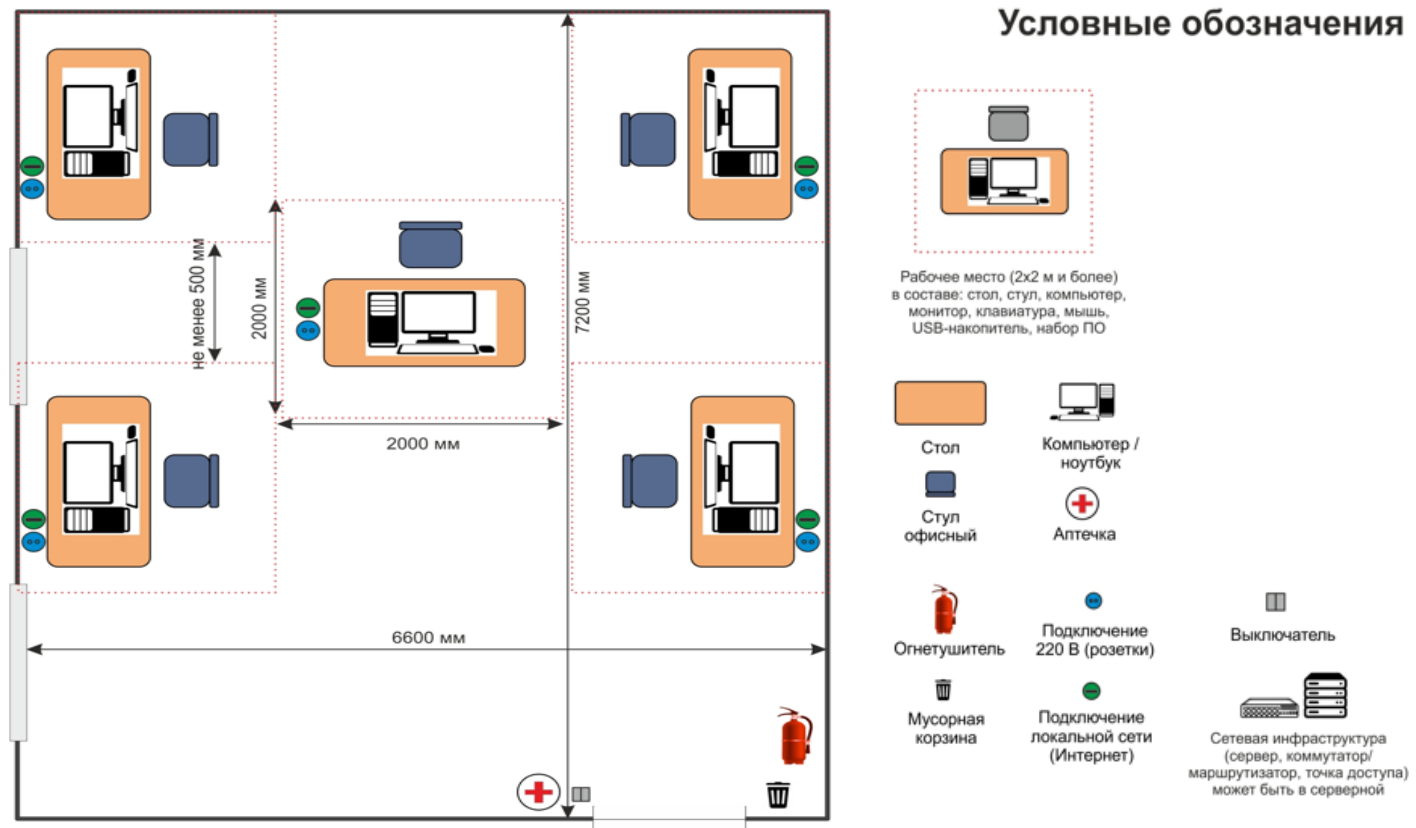 Условные обозначения
не менее 500 мм
2000 мм
7200 мм
2000 мм
6600 мм
Рабочее место (2х2 м и более)
в составе: стол, стул, компьютер,
монитор, клавиатура, мышь,
USB-накопитель, набор ПО
Стол
Компьютер /
ноутбук
Стул
офисный
Аптечка
Огнетушитель
Подключение
220 В (розетки)
Выключатель
Мусорная
корзина
Подключение
локальной сети
(Интернет)
Сетевая инфраструктура
(сервер, коммутатор/
маршрутизатор, точка доступа)
может быть в серверной